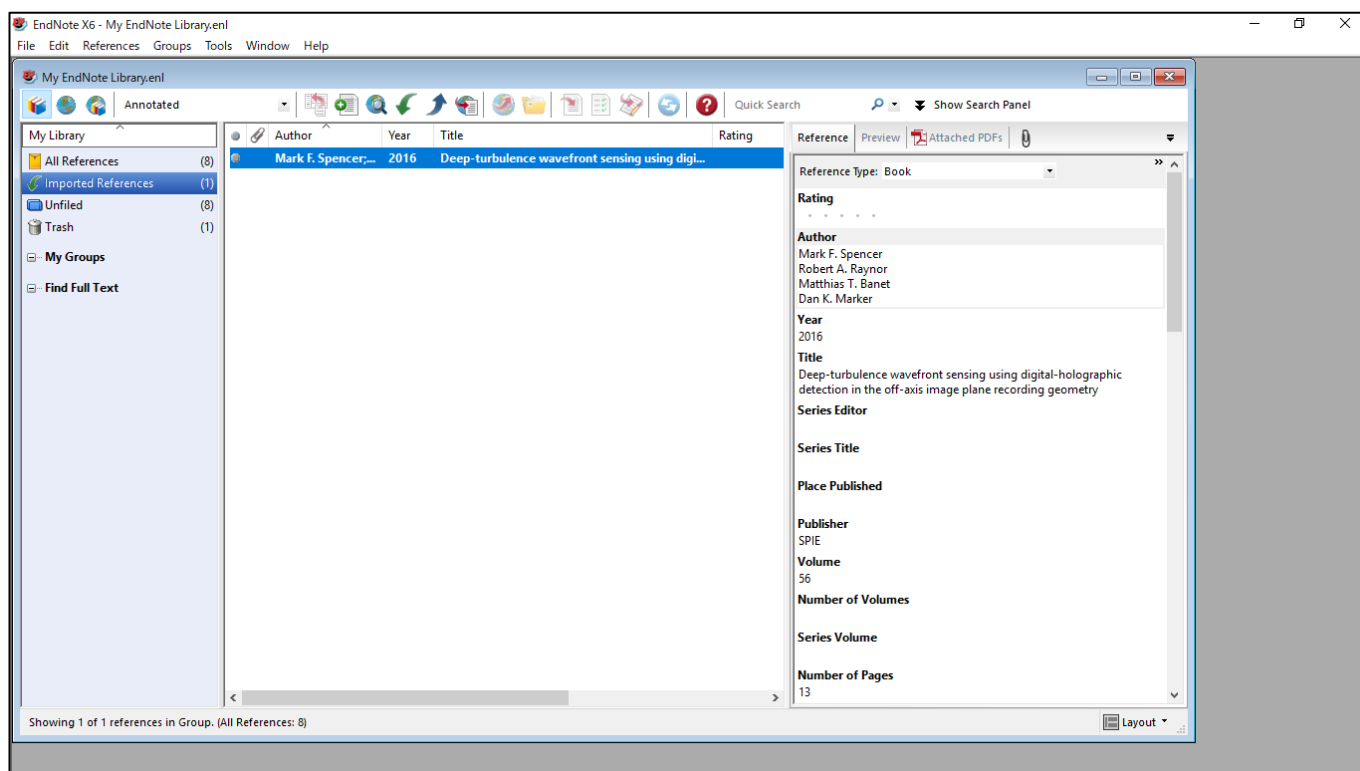 EndNote X6 - My EndNote Library.enl
File Edit References Groups Tools Window Help
My EndNote Library.enl
Annotated
Quick Search
Show Search Panel
My Library
All References (8)
Imported References (1)
Unfiled (8)
Trash (1)
My Groups
Find Full Text
Author Year Title Rating
Mark F. Spencer;... 2016 Deep-turbulence wavefront sensing using digi...
Reference Preview Attached PDFs
Reference Type: Book
Rating
Author
Mark F. Spencer
Robert A. Raynor
Matthias T. Banet
Dan K. Marker
Year
2016
Title
Deep-turbulence wavefront sensing using digital-holographic
detection in the off-axis image plane recording geometry
Series Editor
Series Title
Place Published
Publisher
SPIE
Volume
56
Number of Volumes
Series Volume
Number of Pages
13
Showing 1 of 1 references in Group. (All References: 8)
Layout